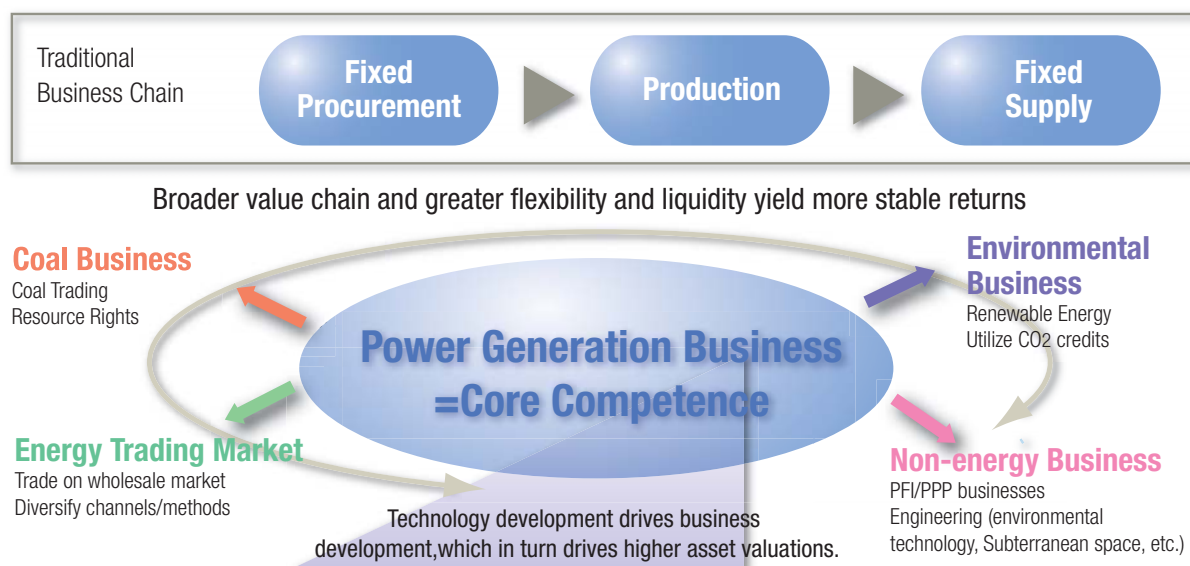 Traditional
Business Chain
Fixed
Procurement
Production
Fixed
Supply
Broader value chain and greater flexibility and liquidity yield more stable returns
Coal Business
Coal Trading
Resource Rights
Environmental
Business
Renewable Energy
Utilize CO2 credits
Power Generation Business
=Core Competence
Energy Trading Market
Trade on wholesale market
Diversify channels/methods
Non-energy Business
PFI/PPP businesses
Engineering (environmental
technology, Subterranean space, etc.)
Technology development drives business
development,which in turn drives higher asset valuations.